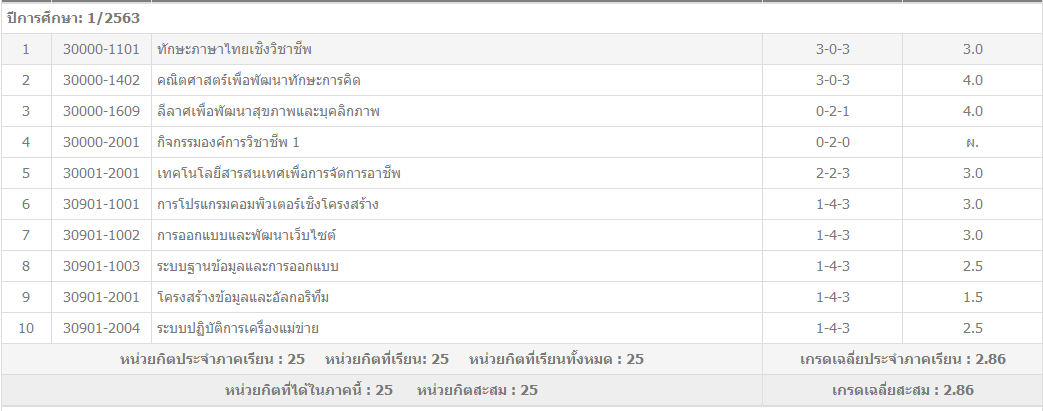 ปีการศึกษา: 1/2563
1 30000-1101 ทักษะภาษาไทยเชิงวิชาชีพ 3-0-3 3.0
2 30000-1402 คณิตศาสตร์เพื่อพัฒนาทักษะการคิด 3-0-3 4.0
3 30000-1609 ลีลาศเพื่อพัฒนาสุขภาพและบุคลิกภาพ 0-2-1 4.0
4 30000-2001 กิจกรรมองค์การวิชาชีพ 1 0-2-0 ผ.
5 30001-2001 เทคโนโลยีสารสนเทศเพื่อการจัดการอาชีพ 2-2-3 3.0
6 30901-1001 การโปรแกรมคอมพิวเตอร์เชิงโครงสร้าง 1-4-3 3.0
7 30901-1002 การออกแบบและพัฒนาเว็บไซต์ 1-4-3 3.0
8 30901-1003 ระบบฐานข้อมูลและการออกแบบ 1-4-3 2.5
9 30901-2001 โครงสร้างข้อมูลและอัลกอริทึ่ม 1-4-3 1.5
10 30901-2004 ระบบปฏิบัติการเครื่องแม่ข่าย 1-4-3 2.5
หน่วยกิตประจำภาคเรียน : 25 หน่วยกิตที่เรียน: 25 หน่วยกิตที่เรียนทั้งหมด : 25 เกรดเฉลี่ยประจำภาคเรียน : 2.86
หน่วยกิตที่ได้ในภาคนี้ : 25 หน่วยกิตสะสม : 25 เกรดเฉลี่ยสะสม : 2.86